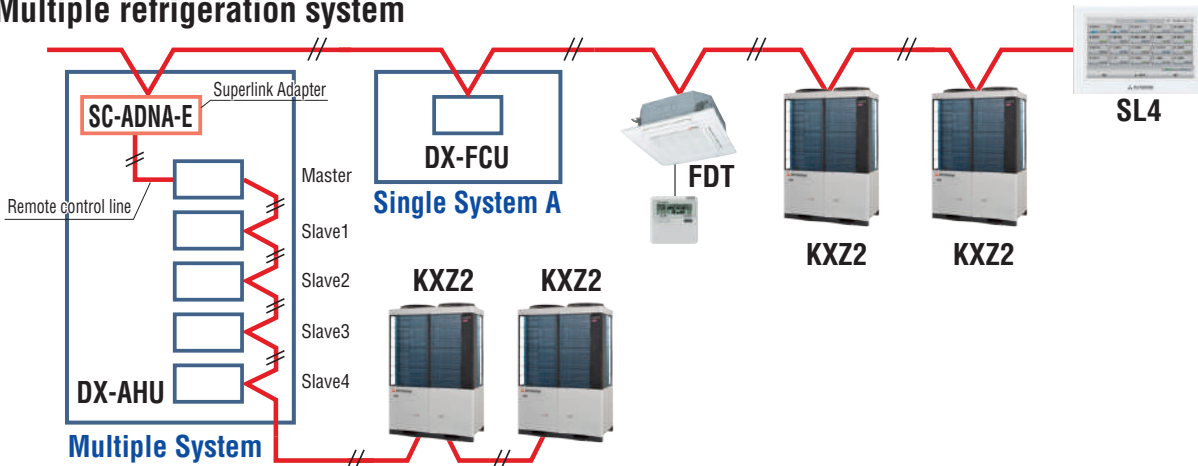 Multiple refrigeration system
SC-ADNA-E
Superlink Adapter
Remote control line
Master
Slave1
Slave2
Slave3
Slave4
DX-AHU
Multiple System
DX-FCU
Single System A
FDT
KXZ2
KXZ2
KXZ2
KXZ2
SL4